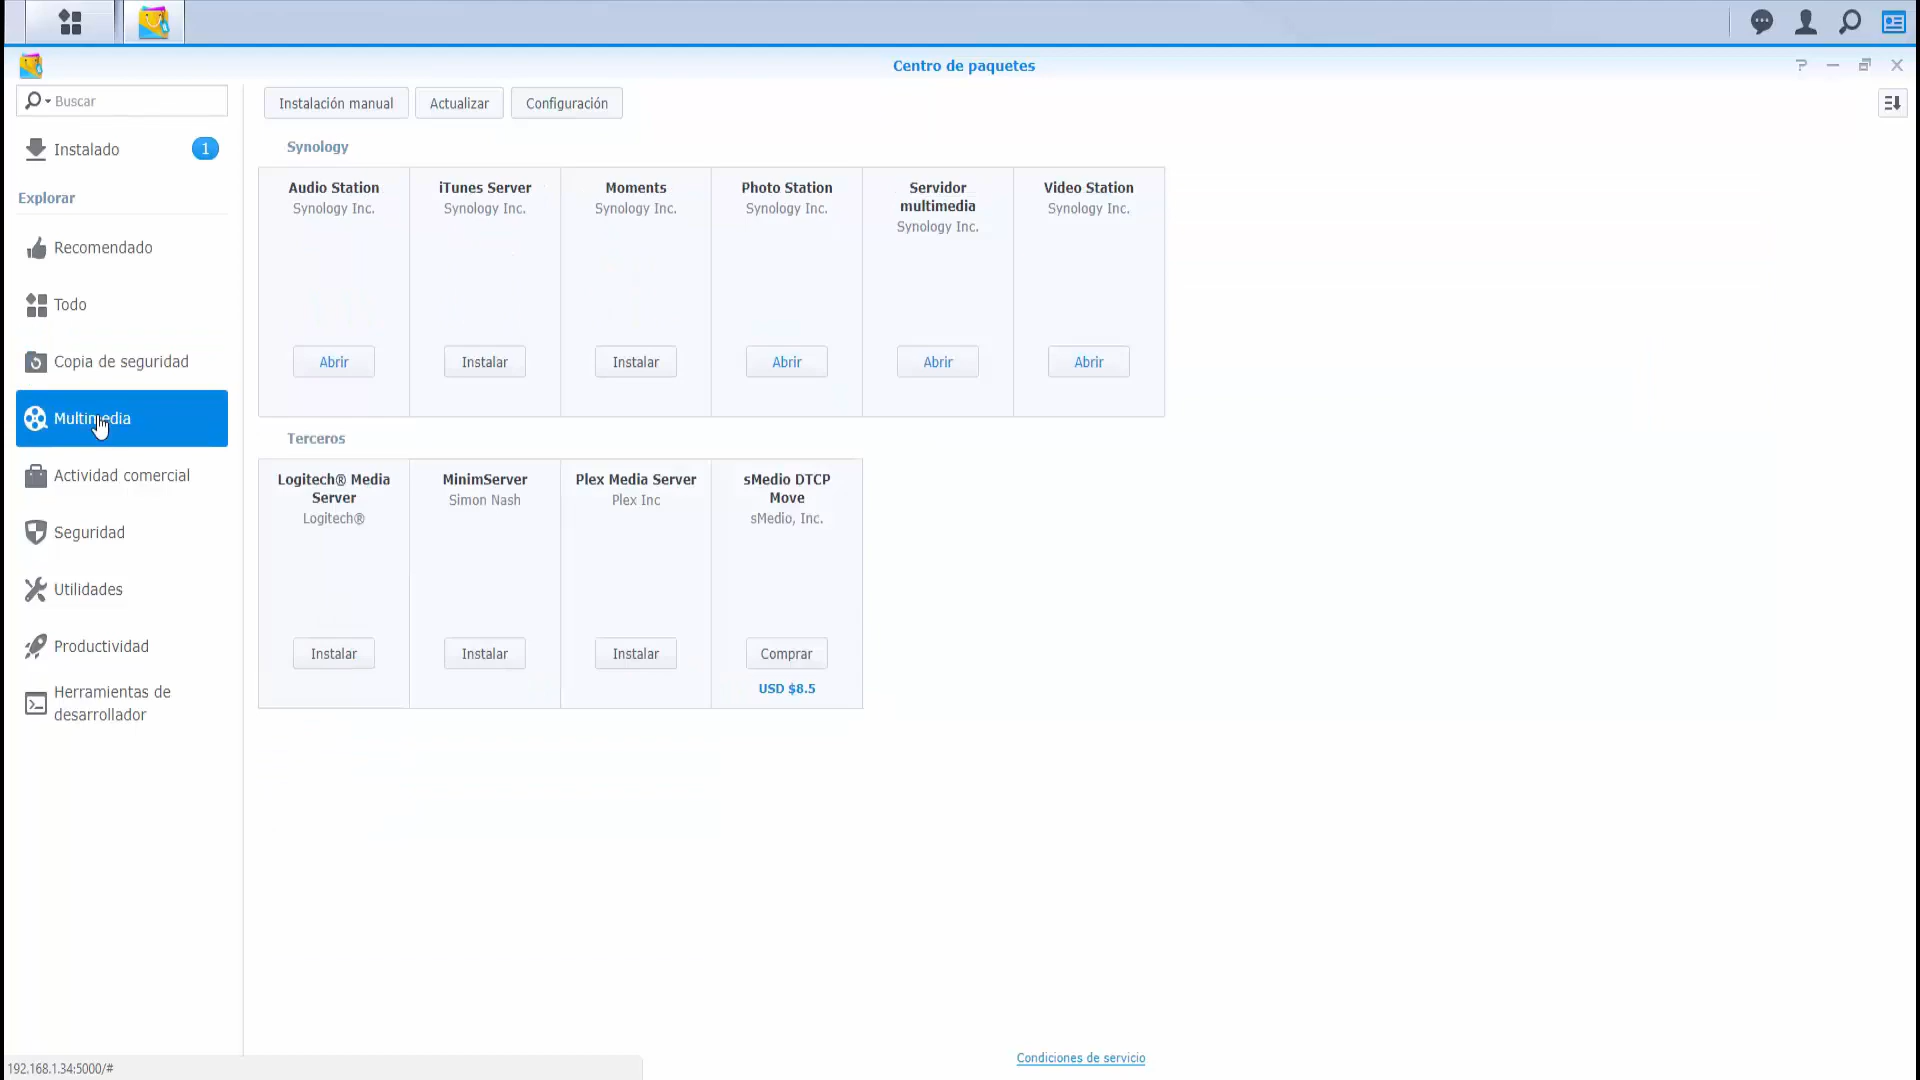 Centro de paquetes
Buscar
Instalación manual
Actualizar
Configuración
Instalado
1
Explorar
Recomendado
Todo
Copia de seguridad
Multimedia
Actividad comercial
Seguridad
Utilidades
Productividad
Herramientas de
desarrollador
Synology
Audio Station
Synology Inc.
Abrir
iTunes Server
Synology Inc.
Instalar
Moments
Synology Inc.
Instalar
Photo Station
Synology Inc.
Abrir
Servidor
multimedia
Synology Inc.
Abrir
Video Station
Synology Inc.
Abrir
Terceros
Logitech® Media
Server
Logitech®
Instalar
MinimServer
Simon Nash
Instalar
Plex Media Server
Plex Inc
Instalar
sMedio DTCP
Move
sMedio, Inc.
Comprar
USD $8.5
Condiciones de servicio
192.168.1.34:5000/#